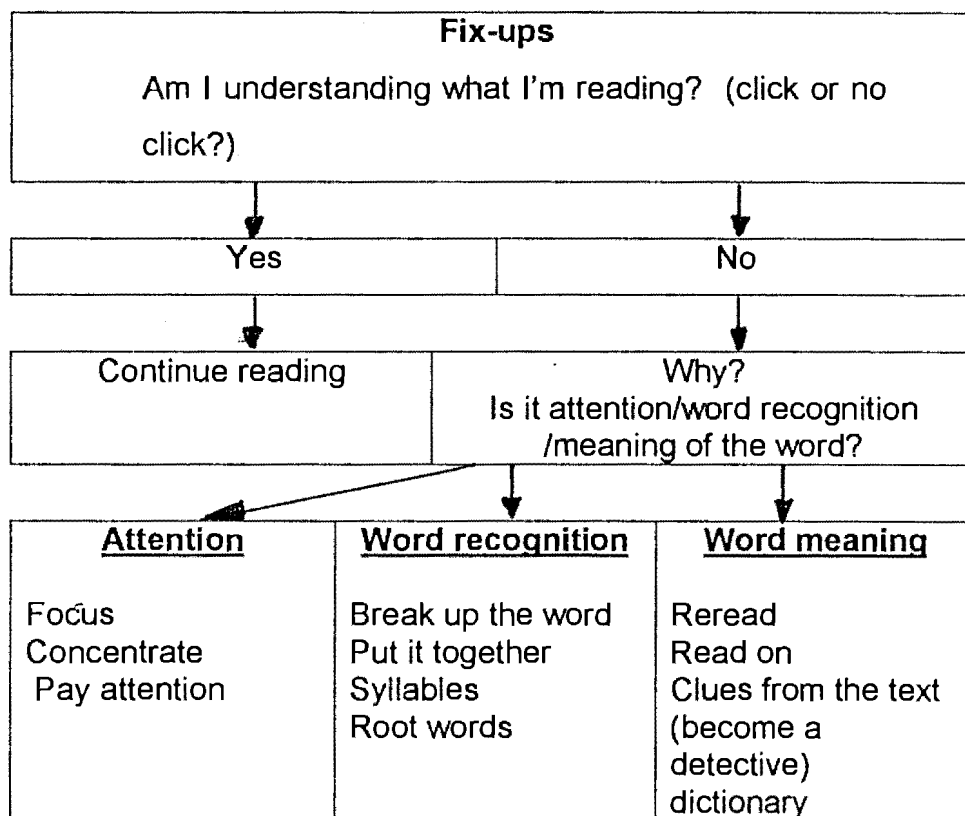 Fix-ups
Am I understanding what I'm reading? (click or no
click?)
Yes
No
Continue reading
Why?
Is it attention/word recognition
/meaning of the word?
Attention
Focus
Concentrate
Pay attention
Word recognition
Break up the word
Put it together
Syllables
Root words
Word meaning
Reread
Read on
Clues from the text
(become a
detective)
dictionary